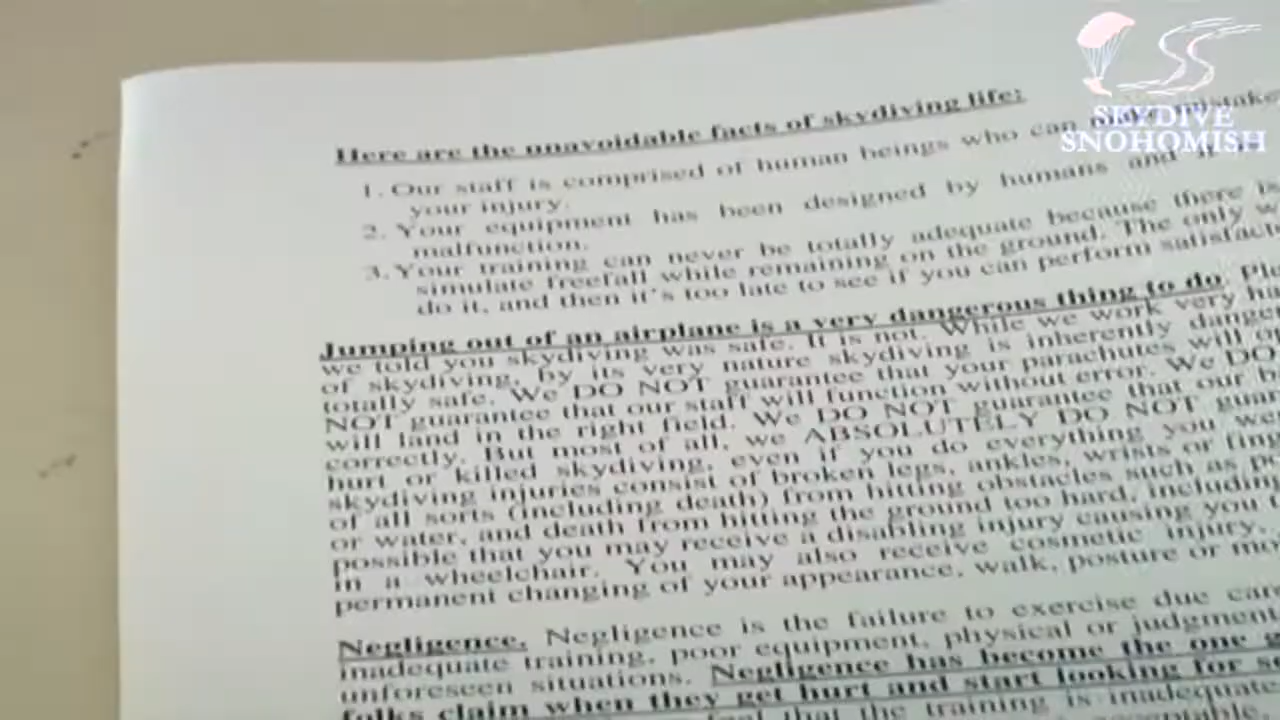 SKYDIVE
SNOHOMISH
Here are the unavoidable facts of skydiving life:
1. Our staff is comprised of human beings who can mistake
your injury.
2. Your equipment has been designed by humans and it
malfunction.
3. Your training can never be totally adequate because there is
simulate freefall while remaining on the ground. The only
do it, and then it's too late to see if you can perform
Jumping out of an airplane is a very dangerous thing to do.
we told you skydiving was safe. It is not. While we work very
of skydiving, by its very nature skydiving is inherently
totally safe. We DO NOT guarantee that your parachutes will
NOT guarantee that our staff will function without error. We DO
will land in the right field. We DO NOT guarantee that our
correctly. But most of all, we ABSOLUTELY DO NOT
hurt or killed skydiving, even if you do everything you
skydiving injuries consist of broken legs, ankles, wrists or
of all sorts (including death) from hitting obstacles such as
or water, and death from hitting the ground too hard, including
possible that you may receive a disabling injury causing you
in a wheelchair. You may also receive cosmetic injury,
permanent changing of your appearance, walk, posture or
Negligence. Negligence is the failure to exercise due
inadequate training, poor equipment, physical or judgment
unforeseen situations. Negligence has become the one
folks claim when they get hurt and start looking for
feel that the training is inadequate